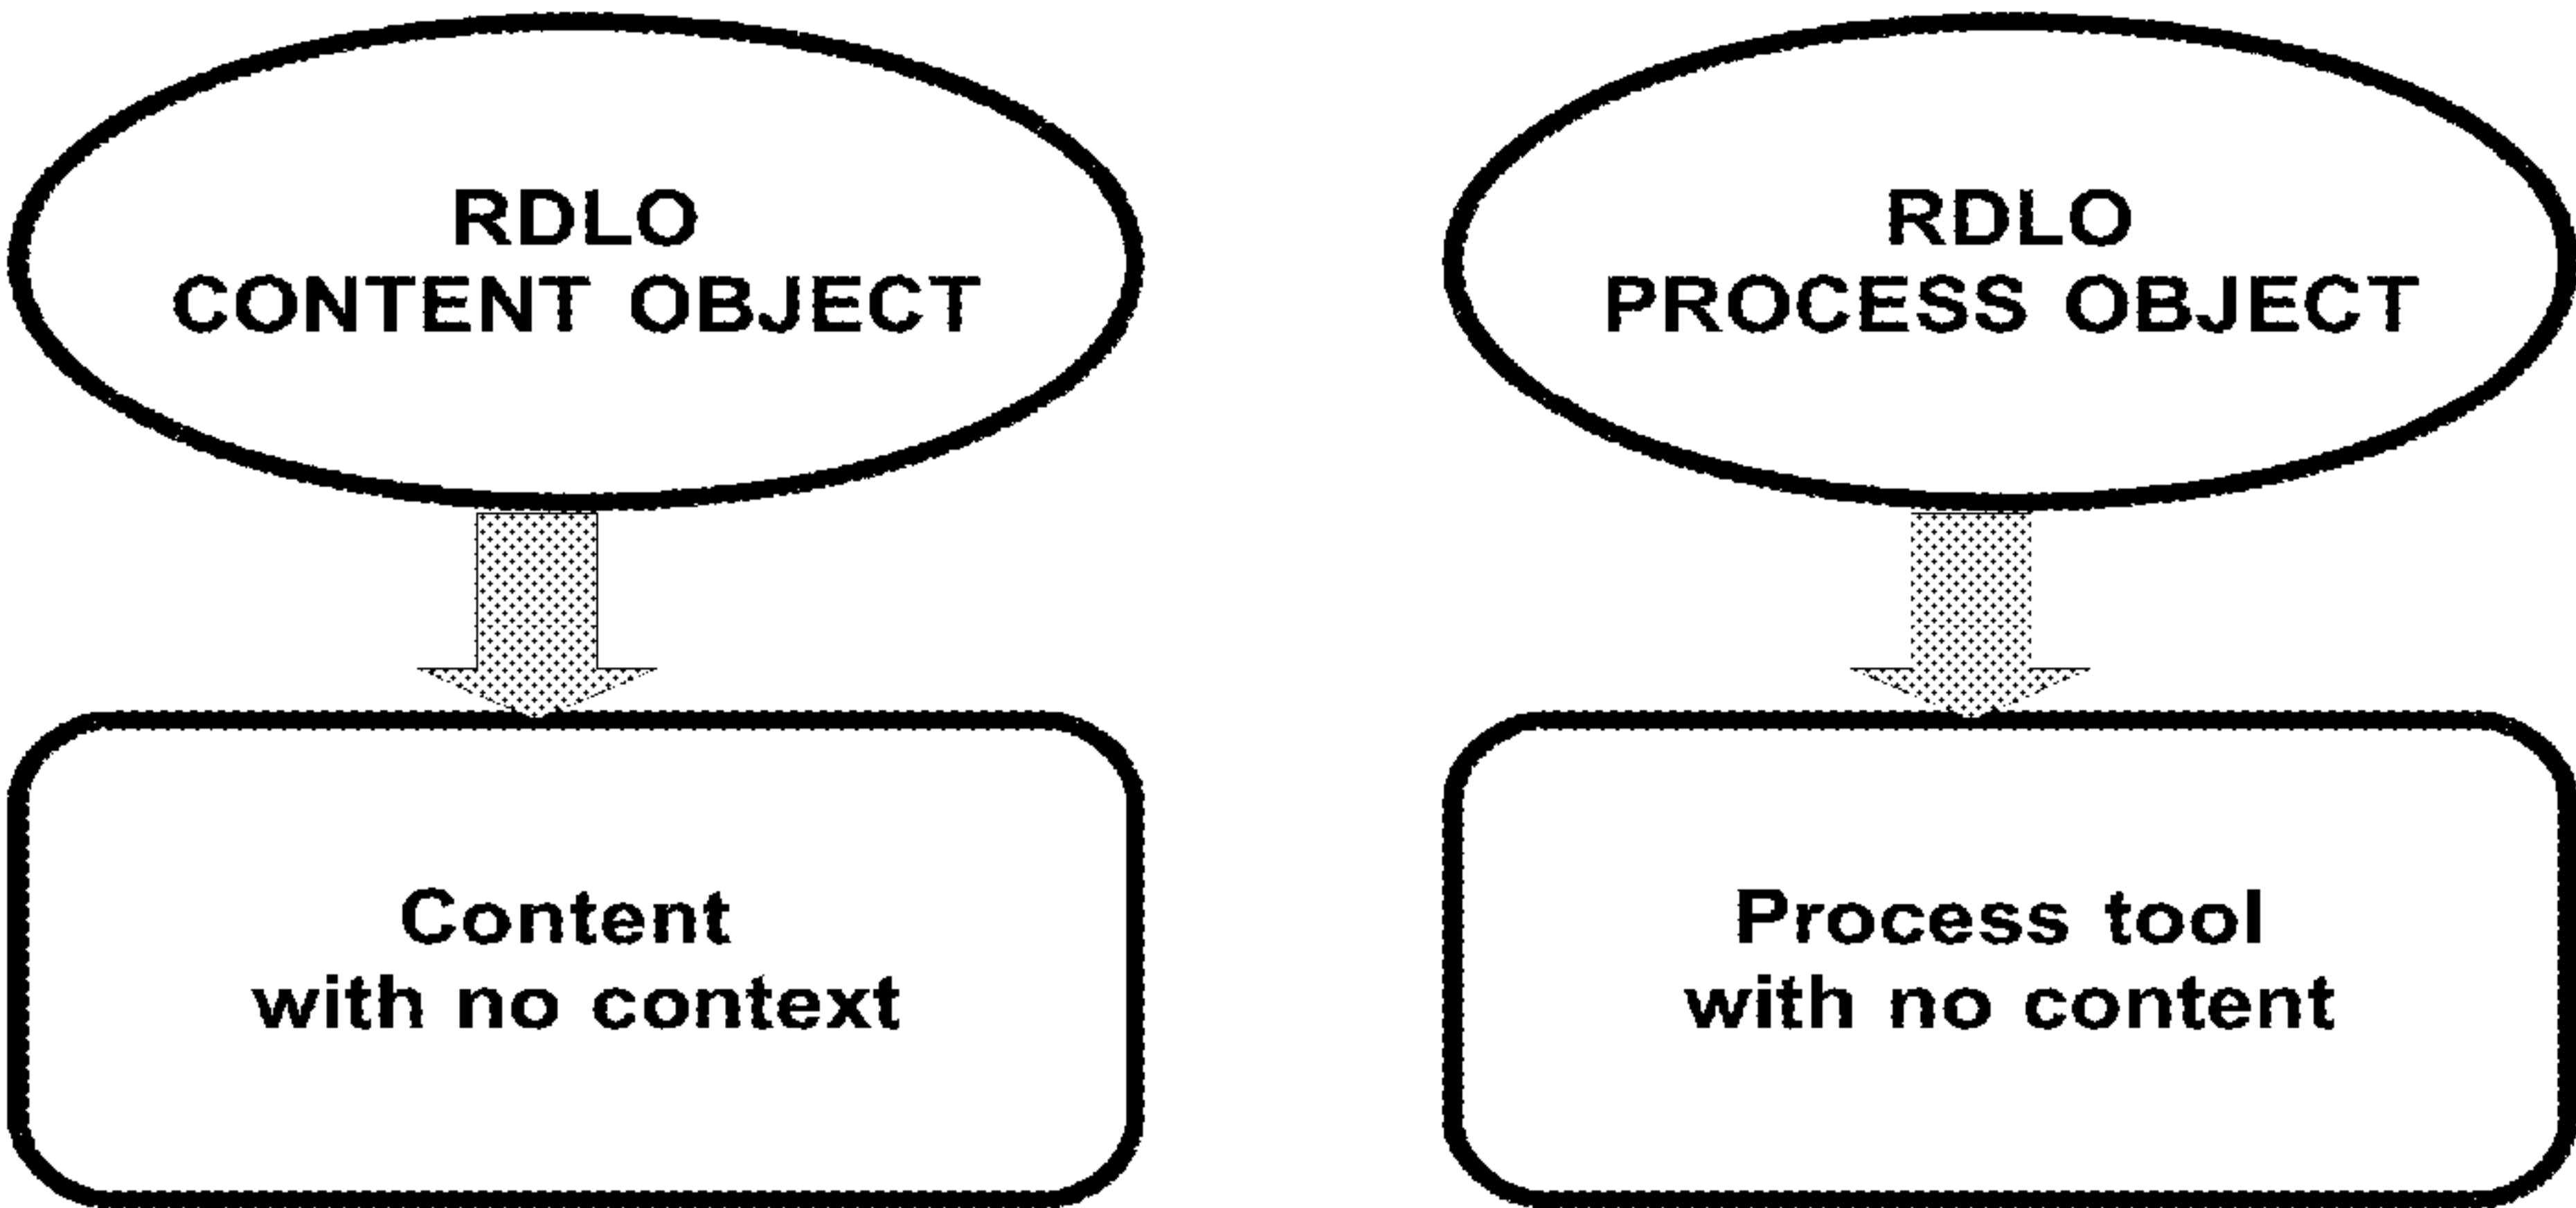 RDLO
CONTENT OBJECT
RDLO
PROCESS OBJECT
Content
with no context
Process tool
with no content